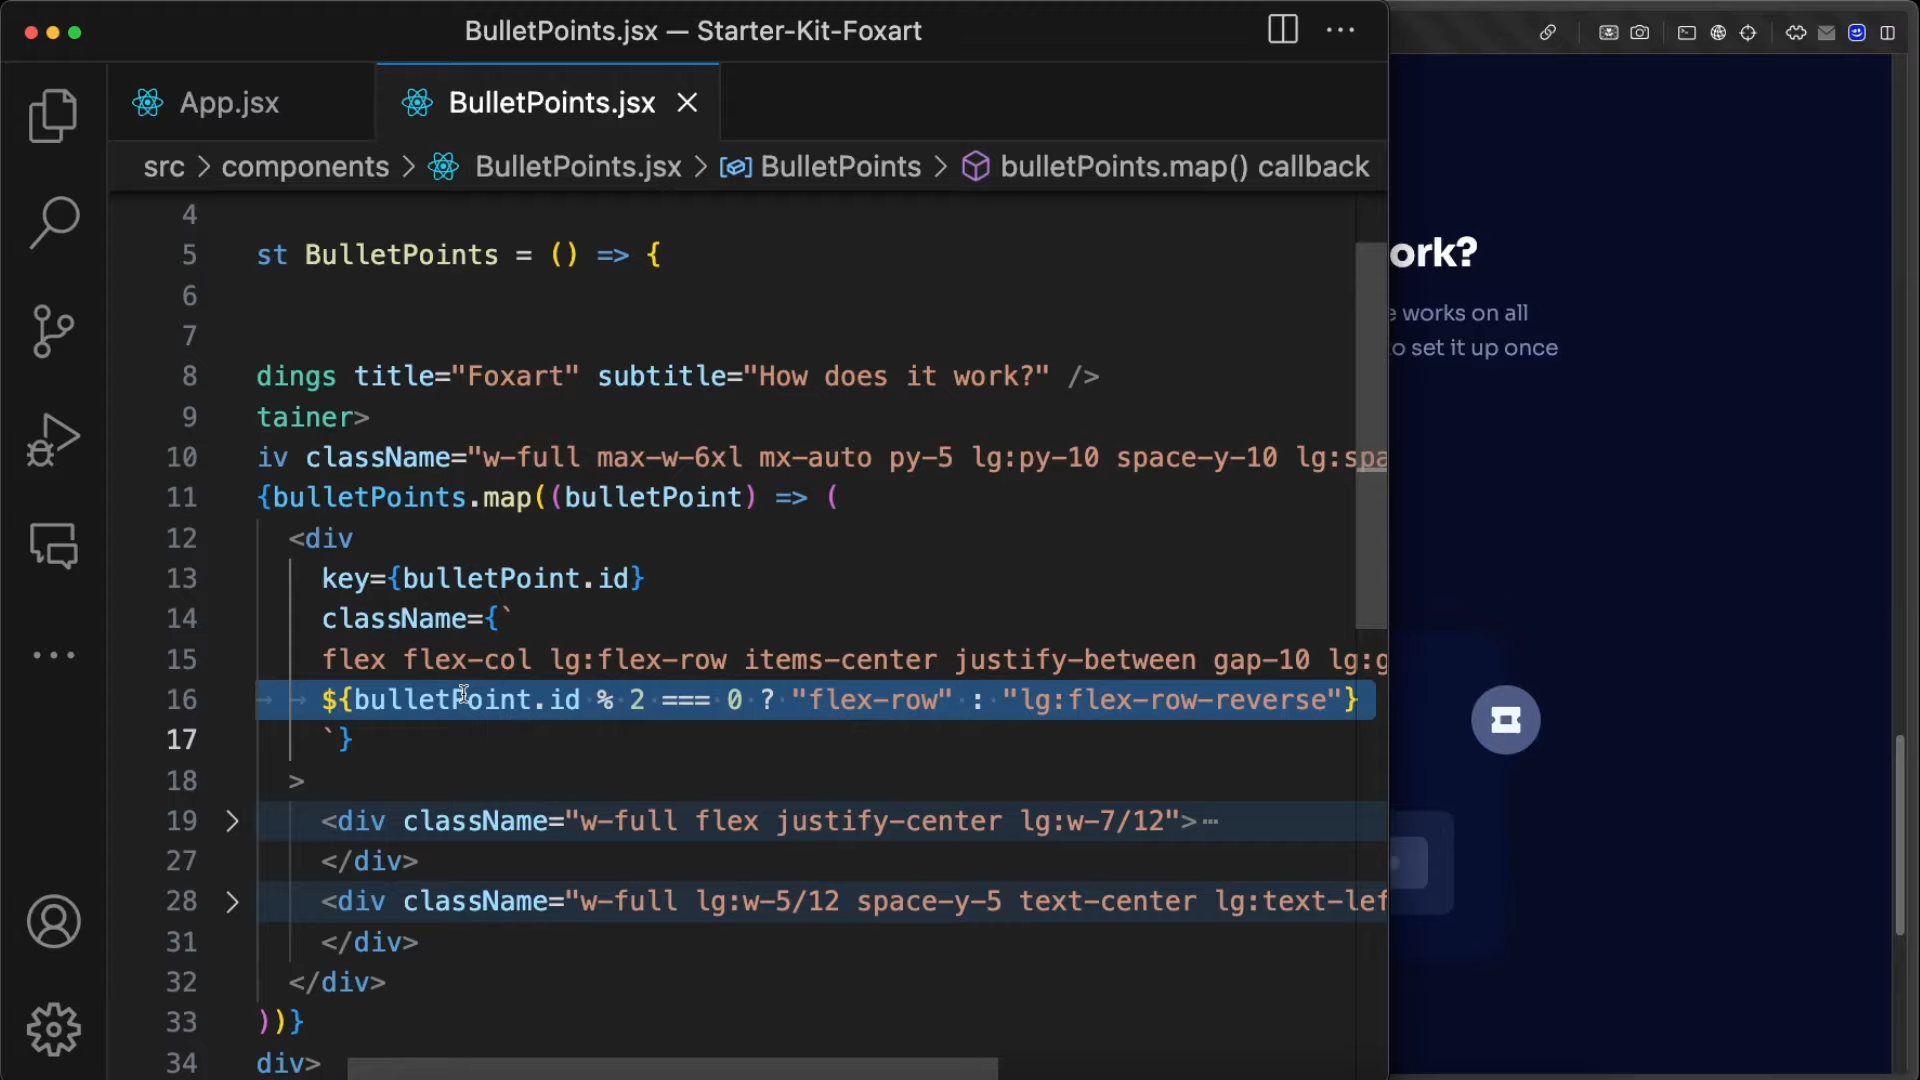 BulletPoints.jsx — Starter-Kit-Foxart
App.jsx
BulletPoints.jsx
src > components > BulletPoints.jsx > BulletPoints > bulletPoints.map() callback
4
5 st BulletPoints = () => {
6
7
8 dings title="Foxart" subtitle="How does it work?" />
9 tainer>
10 iv className="w-full max-w-6xl mx-auto py-5 lg:py-10 space-y-10 lg:spa
11 {bulletPoints.map((bulletPoint) => (
12 <div
13 key={bulletPoint.id}
14 className={`
15 flex flex-col lg:flex-row items-center justify-between gap-10 lg:g
16 ${bulletPoint.id % 2 === 0 ? "flex-row" : "lg:flex-row-reverse"}
17 `}
18 >
19 <div className="w-full flex justify-center lg:w-7/12">
27 </div>
28 <div className="w-full lg:w-5/12 space-y-5 text-center lg:text-lef
31 </div>
32 </div>
33 ))}
34 div>
ork?
e works on all
o set it up once